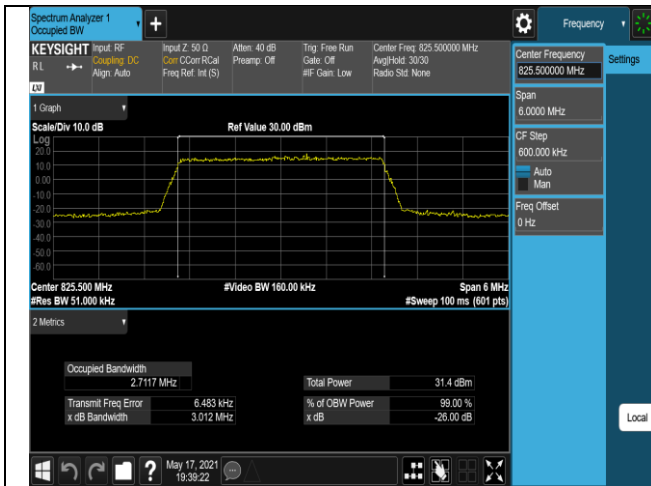 Spectrum Analyzer 1
Occupied BW
+
Frequency
KEYSIGHT
RL
LXI
Input: RF
Coupling: DC
Align: Auto
Input Z: 50 Ω
Corr CCorr RCal
Freq Ref: Int (S)
Atten: 40 dB
Preamp: Off
Trig: Free Run
Gate: Off
#IF Gain: Low
Center Freq: 825.500000 MHz
Avg|Hold: 30/30
Radio Std: None
Center Frequency
825.500000 MHz
Settings
Span
6.0000 MHz
CF Step
600.000 kHz
Auto
Man
Freq Offset
0 Hz
1 Graph
Scale/Div 10.0 dB
Ref Value 30.00 dBm
Log
20.0
10.0
0.00
-10.0
-20.0
-30.0
-40.0
-50.0
-60.0
Center 825.500 MHz
#Video BW 160.00 kHz
Span 6 MHz
#Res BW 51.000 kHz
#Sweep 100 ms (601 pts)
2 Metrics
Occupied Bandwidth
2.7117 MHz
Total Power
31.4 dBm
Transmit Freq Error
6.483 kHz
% of OBW Power
99.00 %
x dB Bandwidth
3.012 MHz
x dB
-26.00 dB
Local
?
May 17, 2021
19:39:22